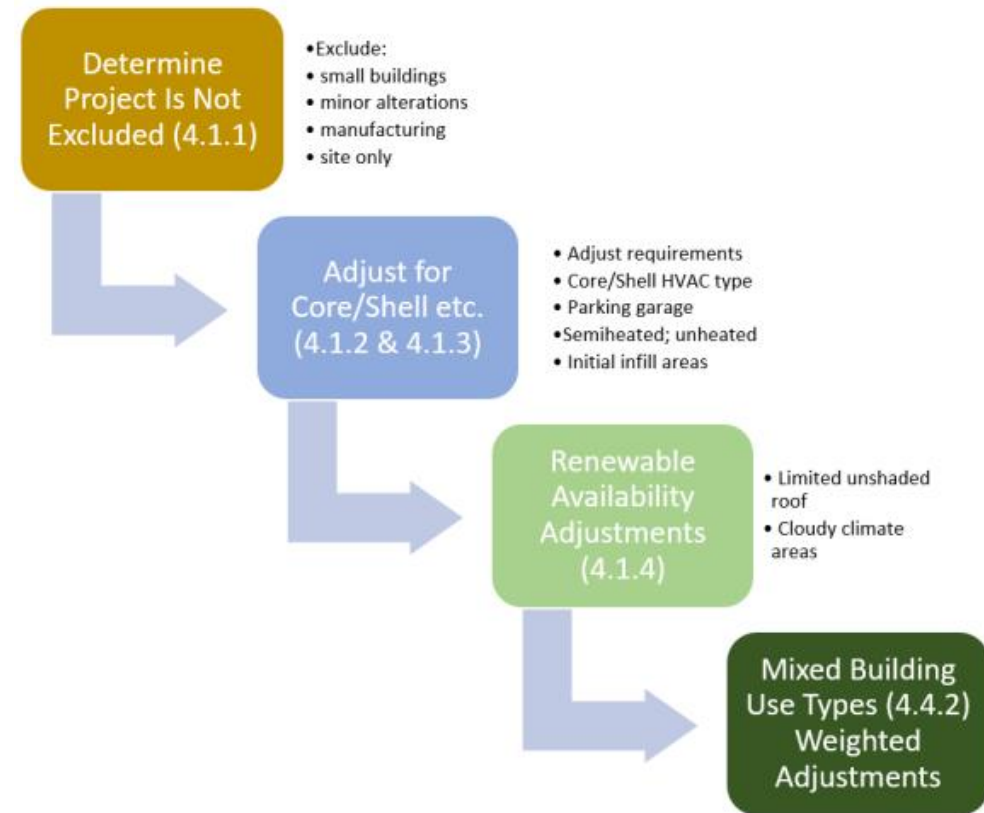 Determine
Project Is Not
Excluded (4.1.1)
•Exclude:
• small buildings
• minor alterations
• manufacturing
• site only
Adjust for
Core/Shell etc.
(4.1.2 & 4.1.3)
• Adjust requirements
• Core/Shell HVAC type
• Parking garage
•Semiheated; unheated
• Initial infill areas
Renewable
Availability
Adjustments
(4.1.4)
• Limited unshaded
roof
• Cloudy climate
areas
Mixed Building
Use Types (4.4.2)
Weighted
Adjustments